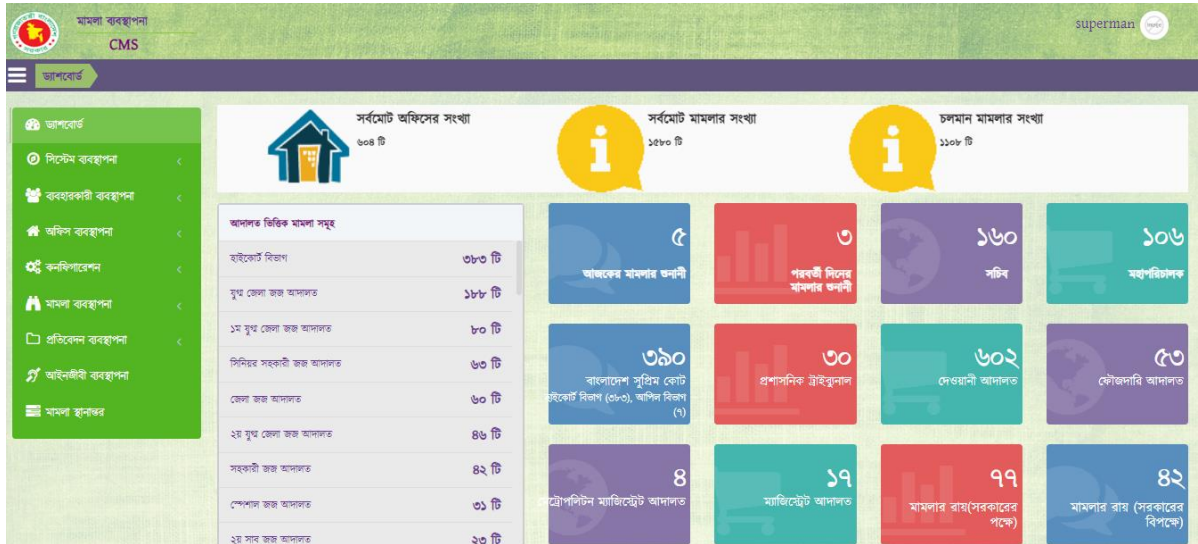 মামলা ব্যবস্থাপনা
CMS
superman
ড্যাশবোর্ড
ড্যাশবোর্ড
সিস্টেম ব্যবস্থাপনা
ব্যবহারকারী ব্যবস্থাপনা
অফিস ব্যবস্থাপনা
কনফিগারেশন
মামলা ব্যবস্থাপনা
প্রতিবেদন ব্যবস্থাপনা
আইনজীবী ব্যবস্থাপনা
মামলা স্থানান্তর
সর্বমোট অফিসের সংখ্যা
৬০৪ টি
সর্বমোট মামলার সংখ্যা
১৫৮০ টি
চলমান মামলার সংখ্যা
১১০৮ টি
আদালত ভিত্তিক মামলা সমূহ
হাইকোর্ট বিভাগ ৩৮৩ টি
যুগ্ম জেলা জজ আদালত ১৮৮ টি
১ম যুগ্ম জেলা জজ আদালত ৮০ টি
সিনিয়র সহকারী জজ আদালত ৬৩ টি
জেলা জজ আদালত ৬০ টি
২য় যুগ্ম জেলা জজ আদালত ৪৬ টি
সহকারী জজ আদালত ৪২ টি
স্পেশাল জজ আদালত ৩১ টি
২য় সাব জজ আদালত ২৩ টি
৫
আজকের মামলার শুনানী
৩
পরবর্তী দিনের
মামলার শুনানী
১৬০
সচিব
১০৬
মহাপরিচালক
৩৯০
বাংলাদেশ সুপ্রিম কোর্ট
হাইকোর্ট বিভাগ (৩৮৩), আপিল বিভাগ
(৭)
৩০
প্রশাসনিক ট্রাইব্যুনাল
৬০২
দেওয়ানী আদালত
৫৩
ফৌজদারি আদালত
৪
মেট্রোপলিটন ম্যাজিস্ট্রেট আদালত
১৭
ম্যাজিস্ট্রেট আদালত
৭৭
মামলার রায়(সরকারের
পক্ষে)
৪২
মামলার রায় (সরকারের
বিপক্ষে)